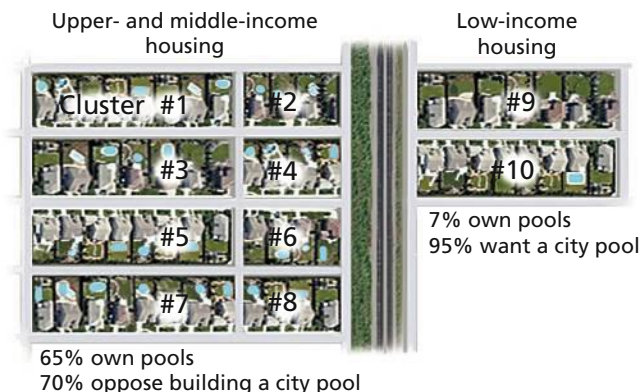 Upper- and middle-income
housing
Low-income
housing
Cluster #1
#2
#9
#3
#4
#10
#5
#6
7% own pools
95% want a city pool
#7
#8
65% own pools
70% oppose building a city pool